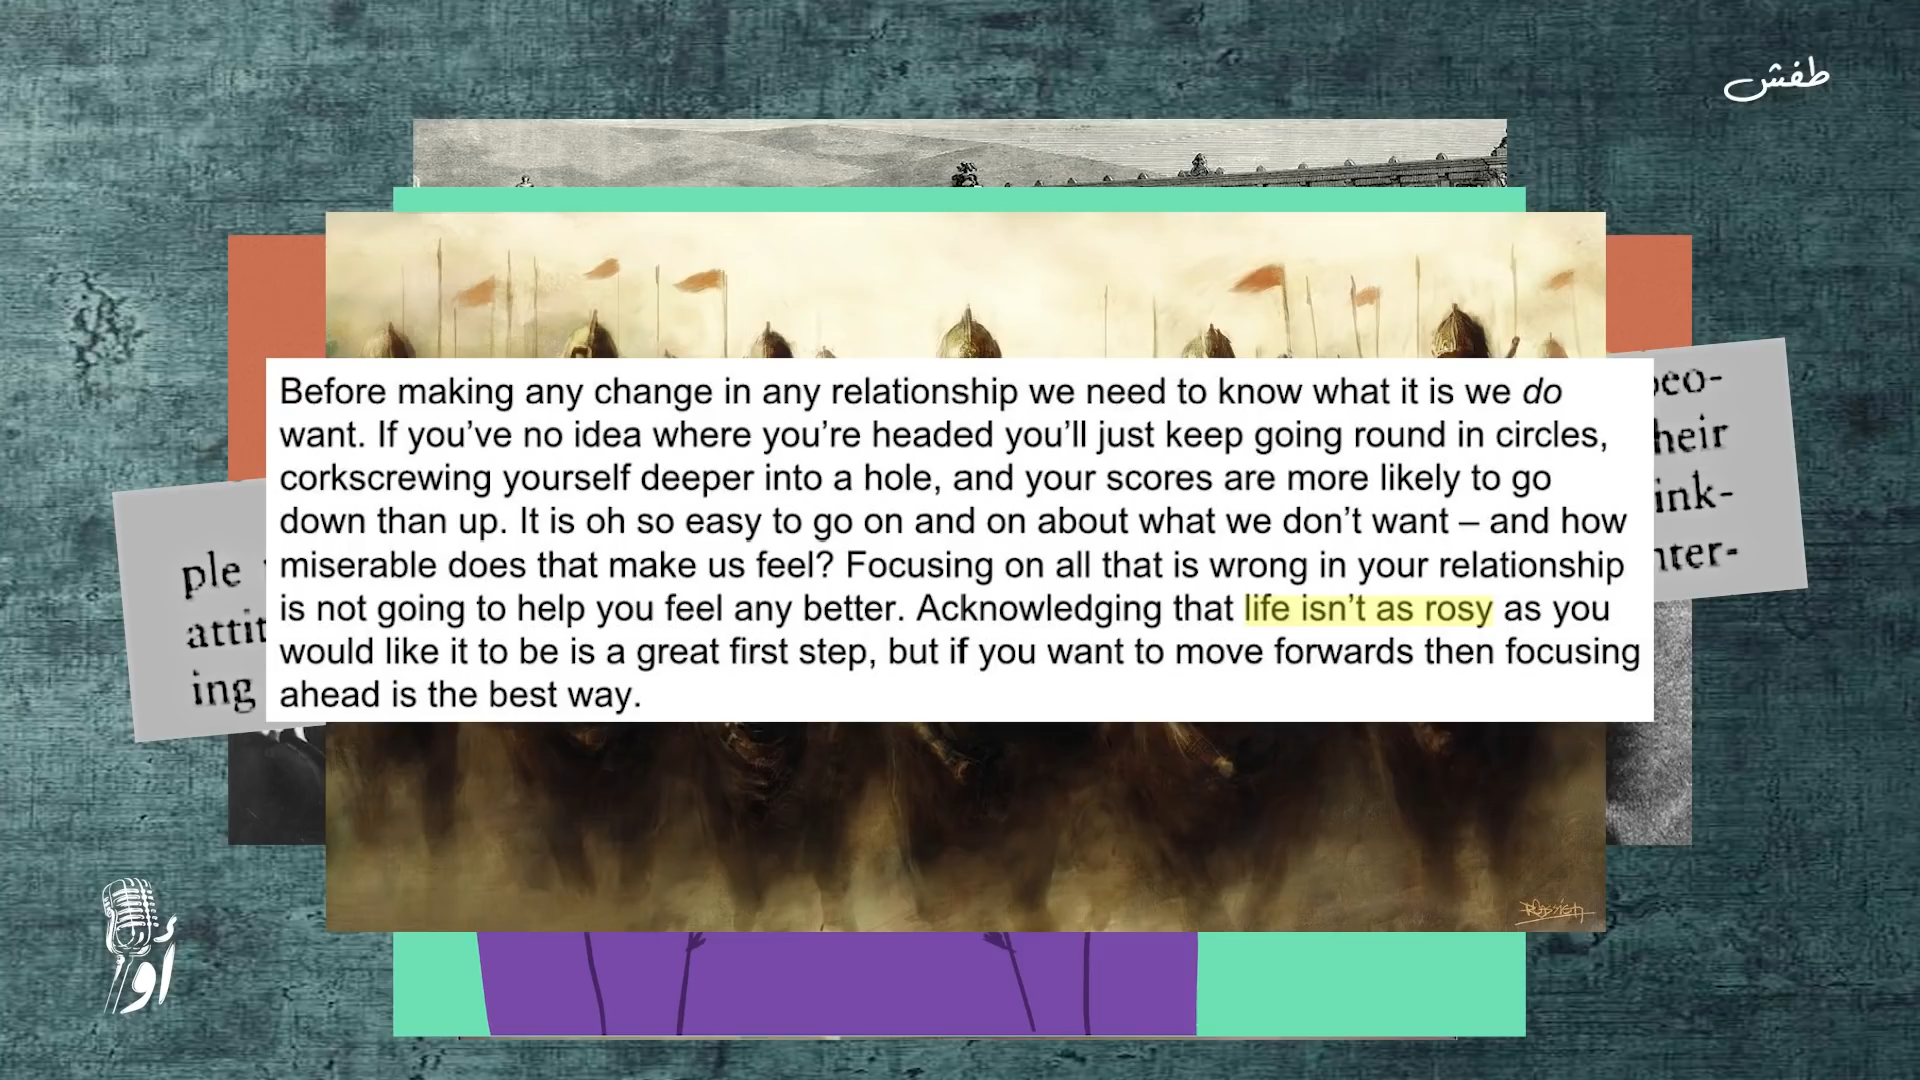 طفش
Before making any change in any relationship we need to know what it is we do
want. If you’ve no idea where you’re headed you’ll just keep going round in circles,
corkscrewing yourself deeper into a hole, and your scores are more likely to go
down than up. It is oh so easy to go on and on about what we don’t want – and how
miserable does that make us feel? Focusing on all that is wrong in your relationship
is not going to help you feel any better. Acknowledging that life isn’t as rosy as you
would like it to be is a great first step, but if you want to move forwards then focusing
ahead is the best way.
ple
attit
ing
eo-
heir
ink-
ter-